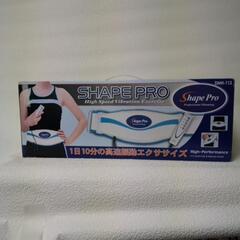 SHAPE PRO
High Speed Vibration Exercise
Shape Pro
1日10分の高速振動エクササイズ
High-Performance